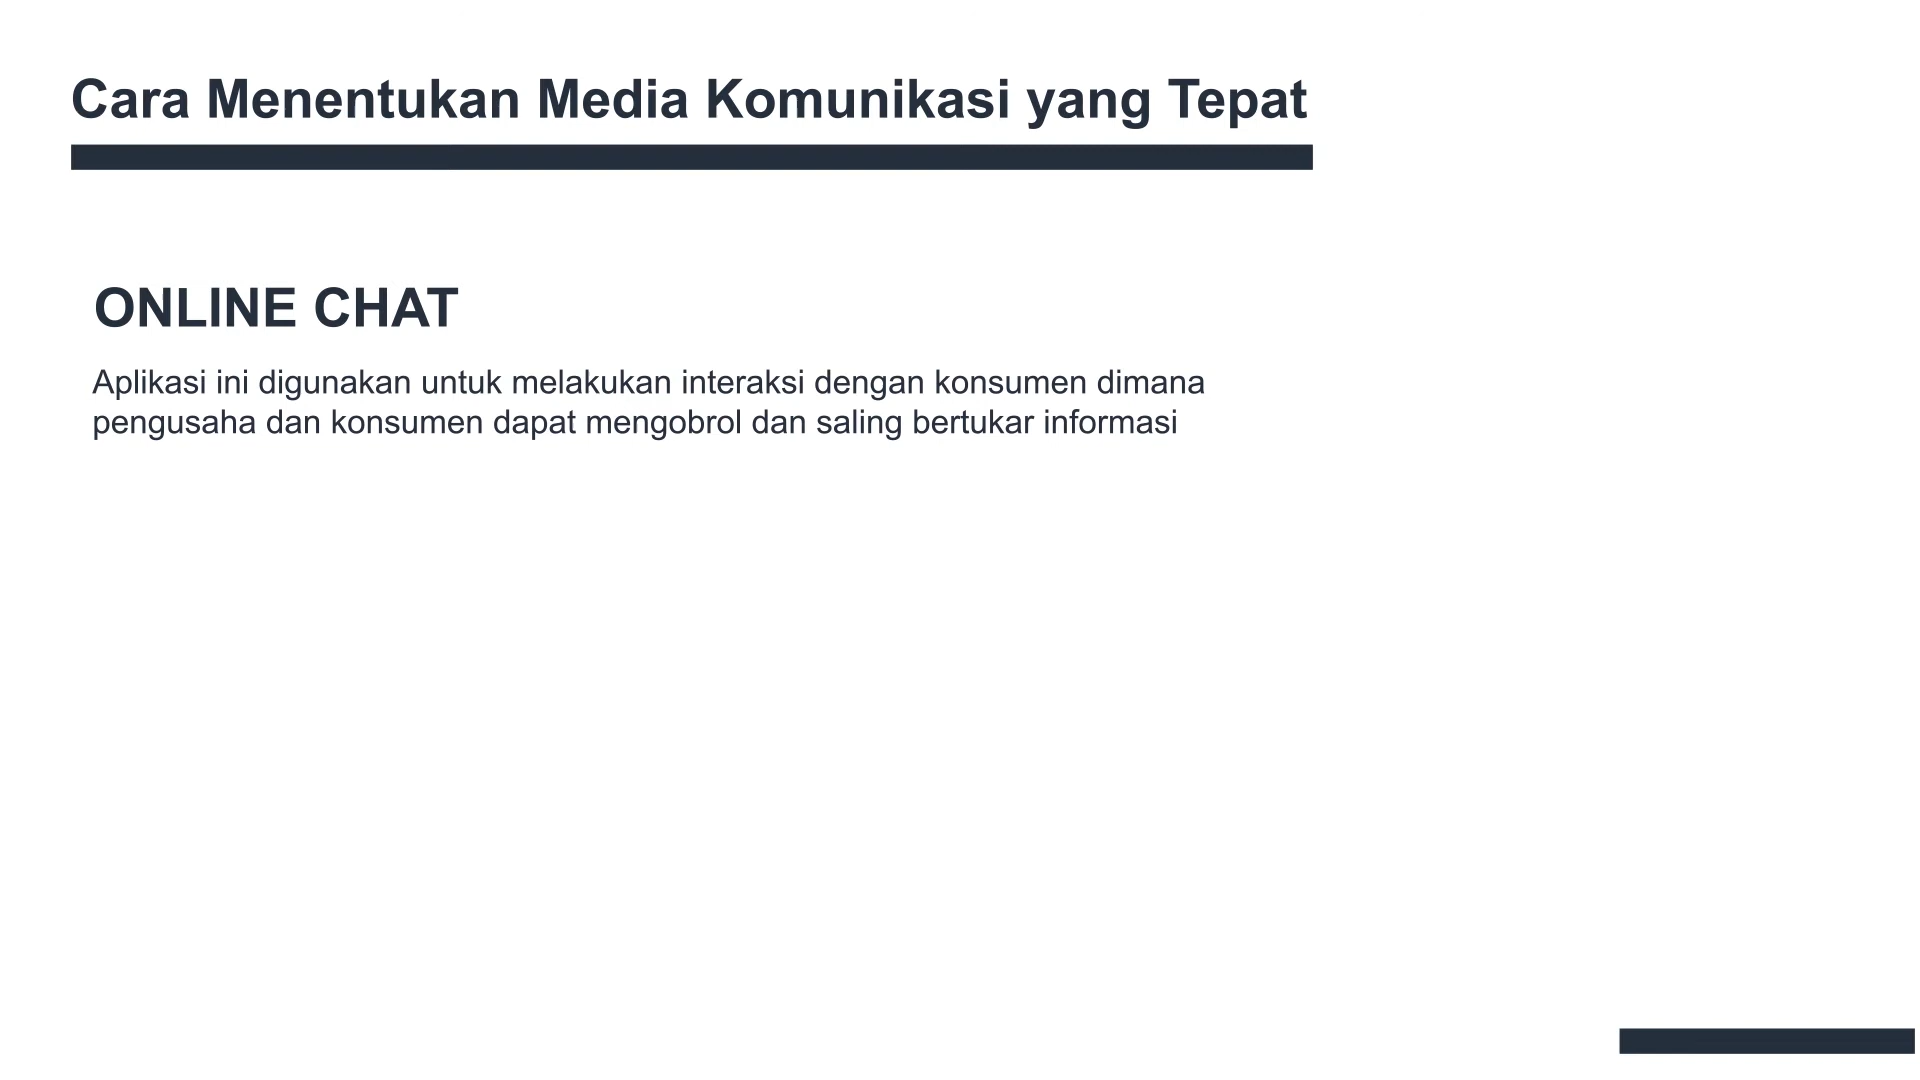 Cara Menentukan Media Komunikasi yang Tepat
ONLINE CHAT
Aplikasi ini digunakan untuk melakukan interaksi dengan konsumen dimana
pengusaha dan konsumen dapat mengobrol dan saling bertukar informasi